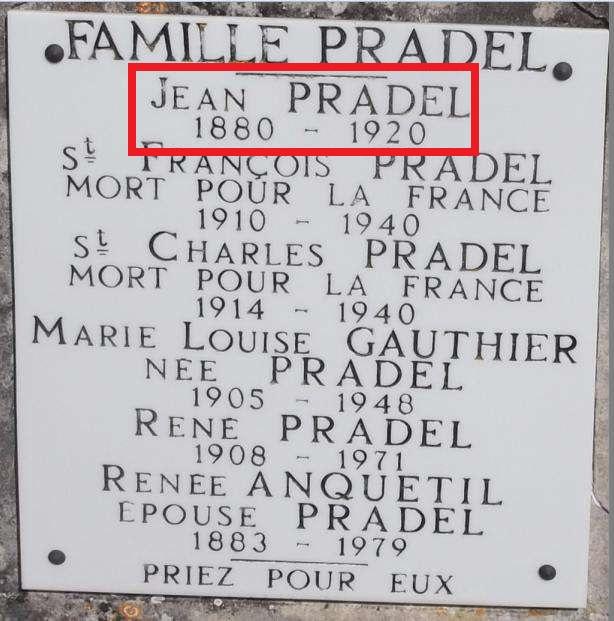 FAMILLE PRADEL
JEAN PRADEL
1880 - 1920
St FRANÇOIS PRADEL
MORT POUR LA FRANCE
1910 - 1940
St CHARLES PRADEL
MORT POUR LA FRANCE
1914 - 1940
MARIE LOUISE GAUTHIER
NÉE PRADEL
1905 - 1948
RENÉ PRADEL
1908 - 1971
RENÉE ANQUETIL
ÉPOUSE PRADEL
1883 - 1979
PRIEZ POUR EUX